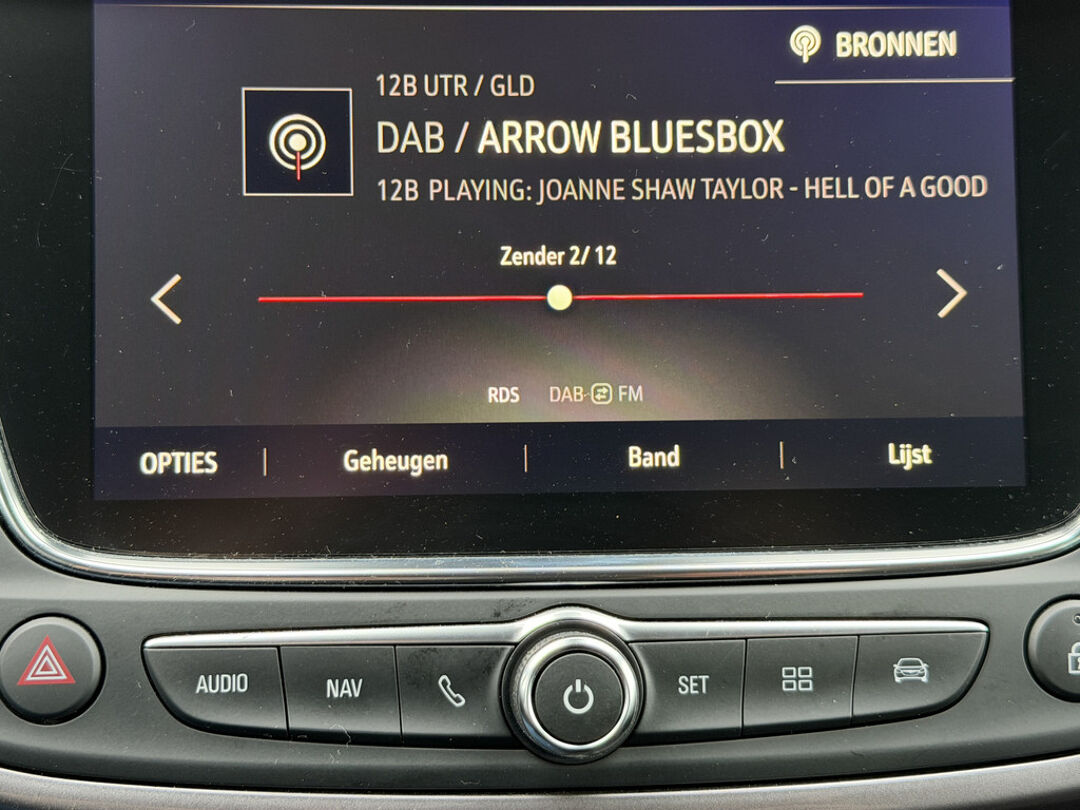 BRONNEN
12B UTR / GLD
DAB / ARROW BLUESBOX
12B PLAYING: JOANNE SHAW TAYLOR - HELL OF A GOOD
Zender 2/ 12
RDS DAB FM
OPTIES Geheugen Band Lijst
AUDIO NAV SET